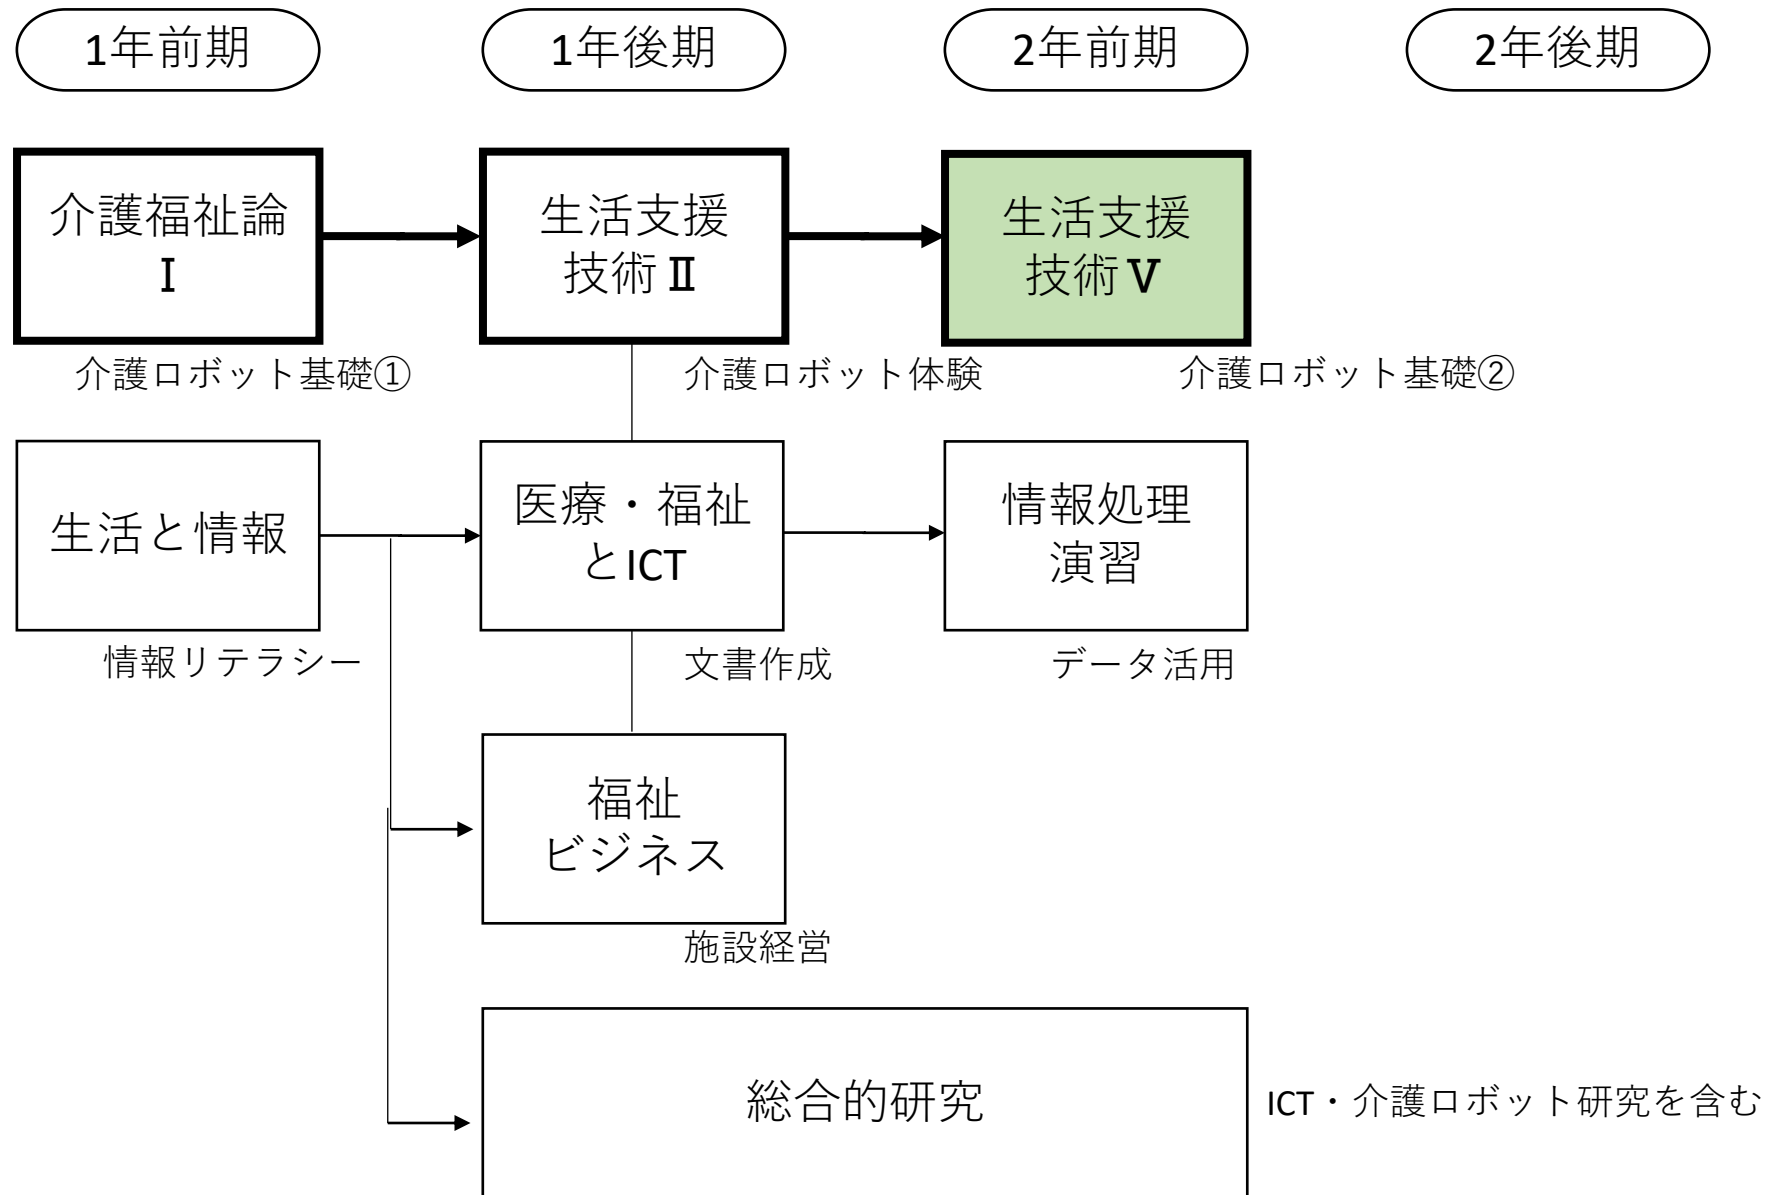 1年前期
1年後期
2年前期
2年後期
介護福祉論
Ⅰ
生活支援
技術Ⅱ
生活支援
技術Ⅴ
介護ロボット基礎①
介護ロボット体験
介護ロボット基礎②
生活と情報
医療・福祉
とICT
情報処理
演習
情報リテラシー
文書作成
データ活用
福祉
ビジネス
施設経営
総合的研究
ICT・介護ロボット研究を含む